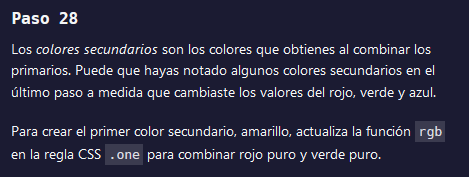 Paso 28
Los colores secundarios son los colores que obtienes al combinar los
primarios. Puede que hayas notado algunos colores secundarios en el
último paso a medida que cambiaste los valores del rojo, verde y azul.
Para crear el primer color secundario, amarillo, actualiza la función rgb
en la regla CSS .one para combinar rojo puro y verde puro.